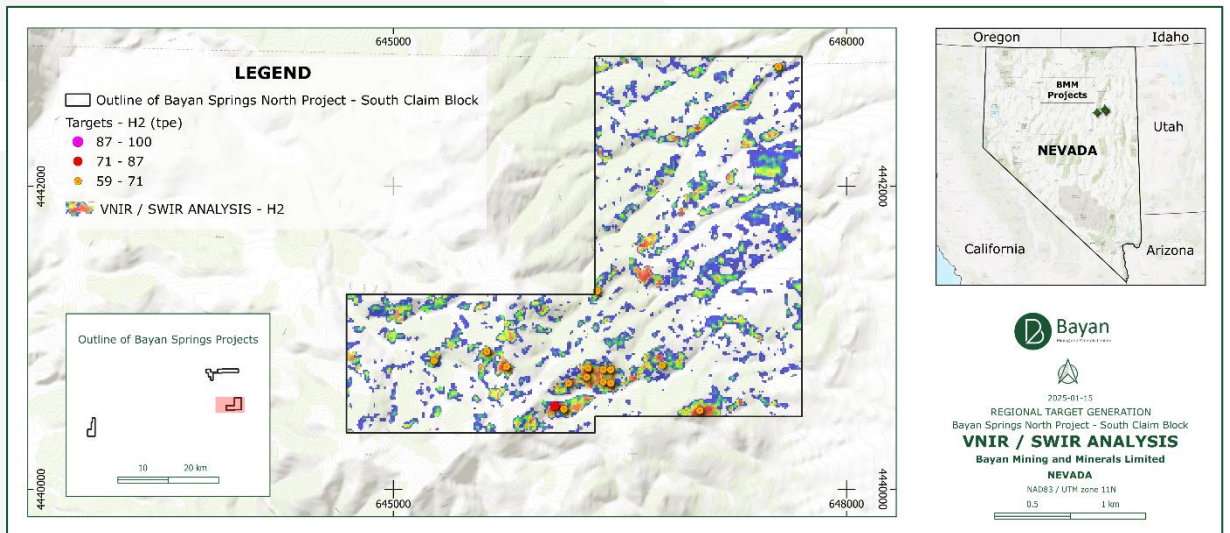 645000
648000
LEGEND
Outline of Bayan Springs North Project - South Claim Block
Targets - H2 (tpe)
87 - 100
71 - 87
59 - 71
VNIR / SWIR ANALYSIS - H2
4442000
4442000
Outline of Bayan Springs Projects
10
20 km
4440000
4440000
645000
648000
Oregon
Idaho
BMM
Projects
NEVADA
Utah
California
Arizona
Bayan
2025-01-15
REGIONAL TARGET GENERATION
Bayan Springs North Project - South Claim Block
VNIR / SWIR ANALYSIS
Bayan Mining and Minerals Limited
NEVADA
NAD83 / UTM zone 11N
0.5
1 km